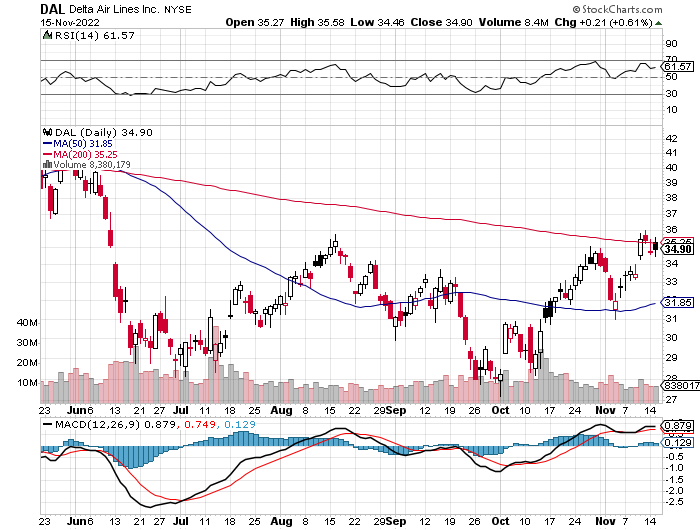 DAL Delta Air Lines Inc. NYSE © StockCharts.com
15-Nov-2022 Open 35.27 High 35.58 Low 34.46 Close 34.90 Volume 8.4M Chg +0.21 (+0.61%)
RSI(14) 61.57
90
70
61.57
50
30
10
DAL (Daily) 34.90
MA(50) 31.85
MA(200) 35.25
Volume 8,380,179
42
41
40
39
38
37
36
35.25
34.90
34
33
32
31.85
31
30
29
28
27
40M
30M
20M
10M
838017
23 Jun 6 13 21 27 Jul 11 18 25 Aug 8 15 22 29 Sep 12 19 26 Oct 10 17 24 Nov 7 14
MACD(12,26,9) 0.879, 0.749, 0.129
0.879
0.129
-0.5
-1.0
-1.5
-2.0
-2.5
23 Jun 6 13 21 27 Jul 11 18 25 Aug 8 15 22 29 Sep 12 19 26 Oct 10 17 24 Nov 7 14